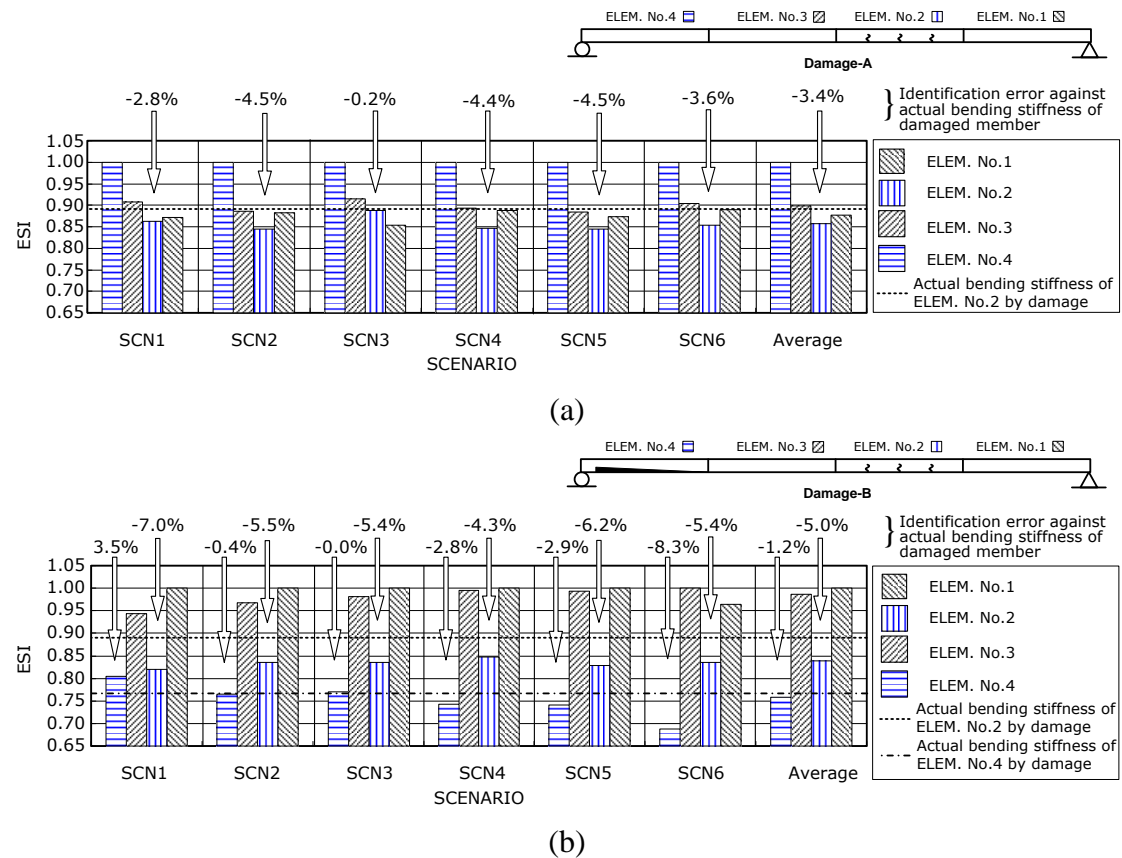 ELEM. No.4 ELEM. No.3 ELEM. No.2 ELEM. No.1
Damage-A
-2.8% -4.5% -0.2% -4.4% -4.5% -3.6% -3.4%
} Identification error against
actual bending stiffness of
damaged member
ESI
1.05
1.00
0.95
0.90
0.85
0.80
0.75
0.70
0.65
SCN1 SCN2 SCN3 SCN4 SCN5 SCN6 Average
SCENARIO
ELEM. No.1
ELEM. No.2
ELEM. No.3
ELEM. No.4
Actual bending stiffness of
ELEM. No.2 by damage
(a)
ELEM. No.4 ELEM. No.3 ELEM. No.2 ELEM. No.1
Damage-B
-7.0% -5.5% -5.4% -4.3% -6.2% -5.4% -5.0%
3.5% -0.4% -0.0% -2.8% -2.9% -8.3% -1.2%
} Identification error against
actual bending stiffness of
damaged member
ESI
1.05
1.00
0.95
0.90
0.85
0.80
0.75
0.70
0.65
SCN1 SCN2 SCN3 SCN4 SCN5 SCN6 Average
SCENARIO
ELEM. No.1
ELEM. No.2
ELEM. No.3
ELEM. No.4
Actual bending stiffness of
ELEM. No.2 by damage
Actual bending stiffness of
ELEM. No.4 by damage
(b)